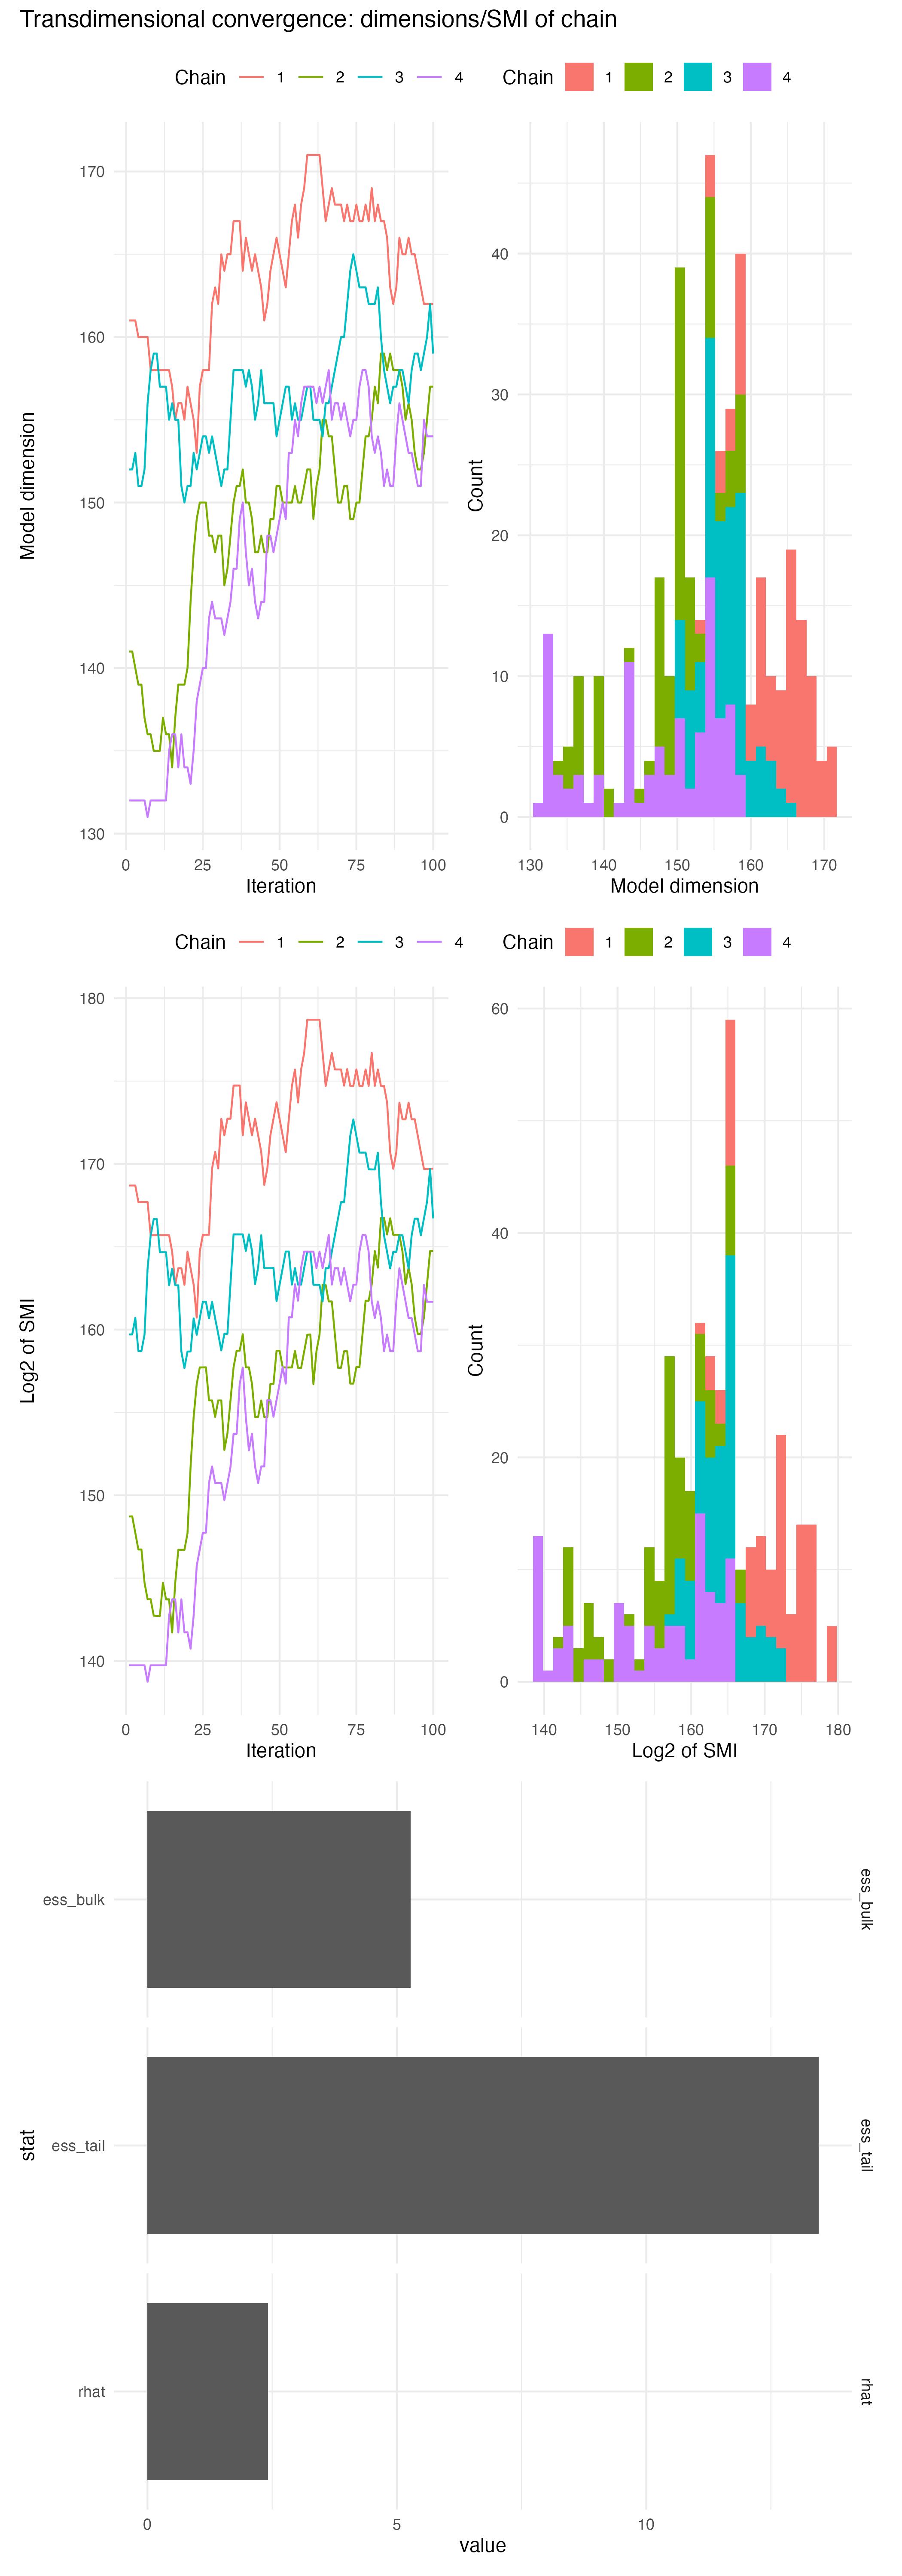 Transdimensional convergence: dimensions/SMI of chain
Chain 1 2 3 4
Chain 1 2 3 4
Model dimension
170
160
150
140
130
0 25 50 75 100
Iteration
Count
40
30
20
10
0
130 140 150 160 170
Model dimension
Chain 1 2 3 4
Chain 1 2 3 4
Log2 of SMI
180
170
160
150
140
0 25 50 75 100
Iteration
Count
60
40
20
0
140 150 160 170 180
Log2 of SMI
stat
ess_bulk
ess_bulk
ess_tail
ess_tail
rhat
rhat
0 5 10
value